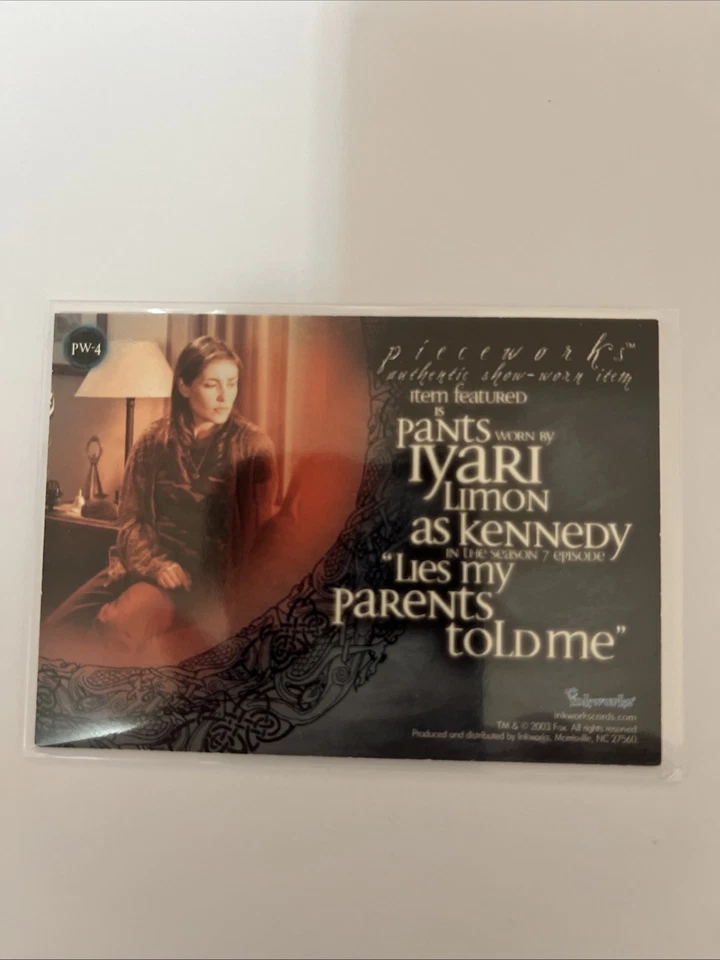 PW-4
pieceworks™
authentic show-worn item
item featured
is
pants worn by
Iyari
Limon
as Kennedy
in the season 7 episode
“Lies my
parents
told me”
inkworks
inkworkscards.com
TM & © 2003 Fox. All rights reserved
Produced and distributed by Inkworks, Morrisville, NC 27560